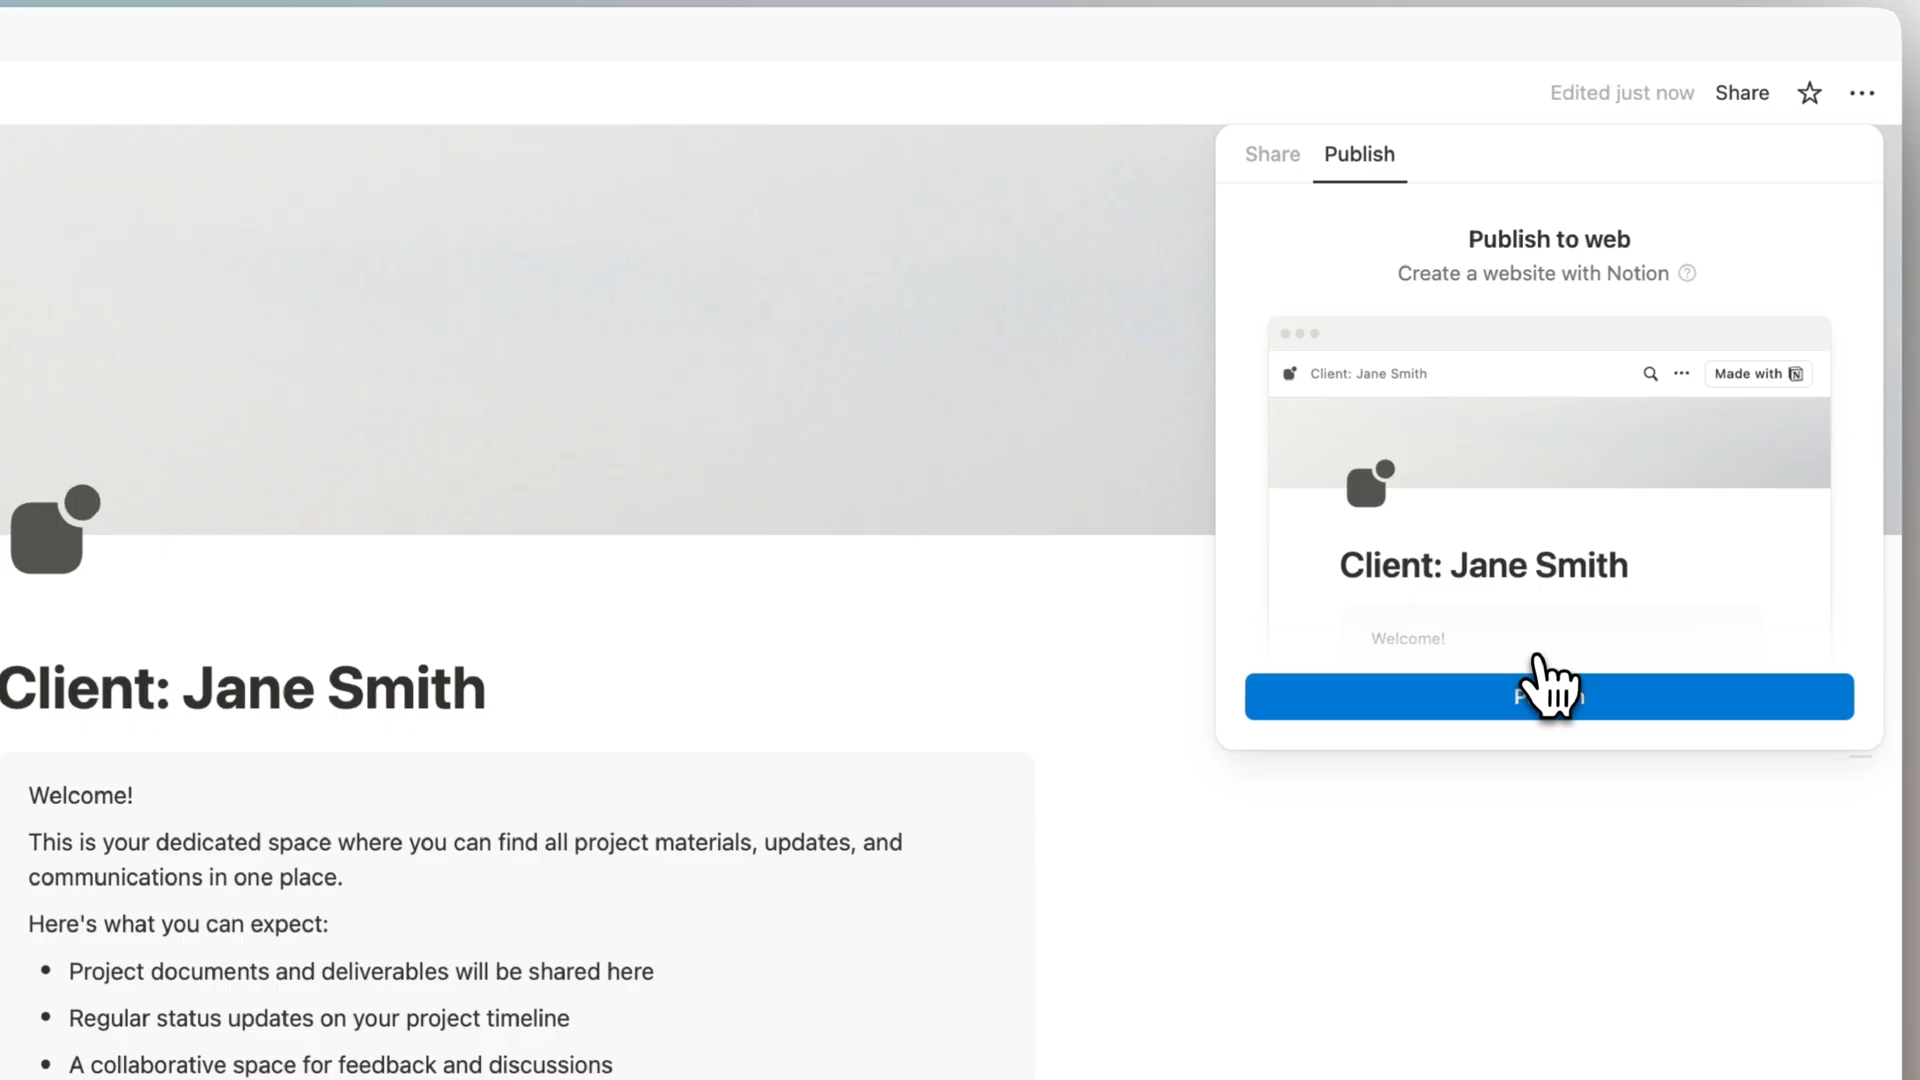 Edited just now Share
Share Publish
Publish to web
Create a website with Notion
Client: Jane Smith Made with
Client: Jane Smith
Welcome!
Client: Jane Smith
Welcome!
This is your dedicated space where you can find all project materials, updates, and
communications in one place.
Here's what you can expect:
• Project documents and deliverables will be shared here
• Regular status updates on your project timeline
• A collaborative space for feedback and discussions